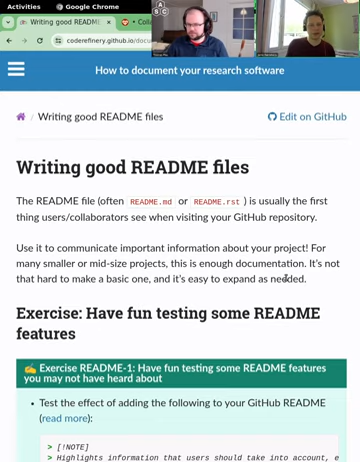 Activities
Google Chrome
Writing good README
Colla
coderefinery.github.io/docu
How to document your research
software
/ Writing good README files
Edit on GitHub
Writing good README files
The README file (often README.md or README.rst ) is usually the first
thing users/collaborators see when visiting your GitHub repository.
Use it to communicate important information about your project! For
many smaller or mid-size projects, this is enough documentation. It's not
that hard to make a basic one, and it's easy to expand as needed.
Exercise: Have fun testing some README
features
✍️ Exercise README-1: Have fun testing some README features
you may not have heard about
• Test the effect of adding the following to your GitHub README
(read more):
> [!NOTE]
> Highlights information that users should take into account, e